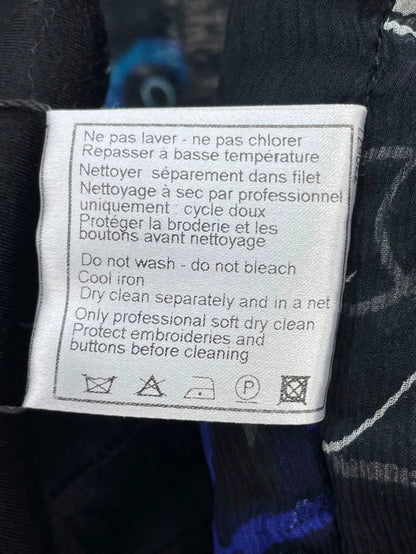 Ne pas laver - ne pas chlorer
Repasser à basse température
Nettoyer séparement dans filet
Nettoyage à sec par professionnel
uniquement : cycle doux
Protéger la broderie et les
boutons avant nettoyage
Do not wash - do not bleach
Cool iron
Dry clean separately and in a net
Only professional soft dry clean
Protect embroideries and
buttons before cleaning
P